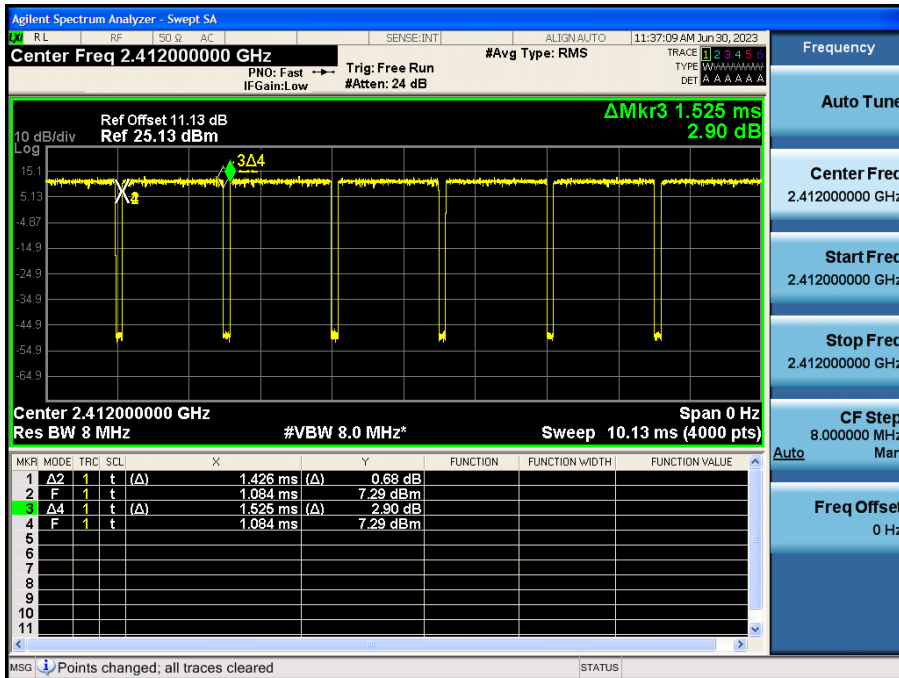 Agilent Spectrum Analyzer - Swept SA
LXI RL RF 50 Ω AC SENSE:INT ALIGNAUTO 11:37:09 AM Jun 30, 2023
Center Freq 2.412000000 GHz
#Avg Type: RMS
TRACE 1 2 3 4 5 6
PNO: Fast Trig: Free Run
TYPE WWWWWW
IFGain:Low #Atten: 24 dB
DET A A A A A A
Frequency
ΔMkr3 1.525 ms
2.90 dB
Ref Offset 11.13 dB
10 dB/div Ref 25.13 dBm
Log
15.1
5.13
-4.87
-14.9
-24.9
-34.9
-44.9
-54.9
-64.9
3Δ4
Center 2.412000000 GHz Span 0 Hz
Res BW 8 MHz #VBW 8.0 MHz* Sweep 10.13 ms (4000 pts)
MKR MODE TRC SCL X Y FUNCTION FUNCTION WIDTH FUNCTION VALUE
1 Δ2 1 t (Δ) 1.426 ms (Δ) 0.68 dB
2 F 1 t 1.084 ms 7.29 dBm
3 Δ4 1 t (Δ) 1.525 ms (Δ) 2.90 dB
4 F 1 t 1.084 ms 7.29 dBm
5
6
7
8
9
10
11
MSG Points changed; all traces cleared STATUS
Auto Tune
Center Freq
2.412000000 GHz
Start Freq
2.412000000 GHz
Stop Freq
2.412000000 GHz
CF Step
8.000000 MHz
Auto Man
Freq Offset
0 Hz